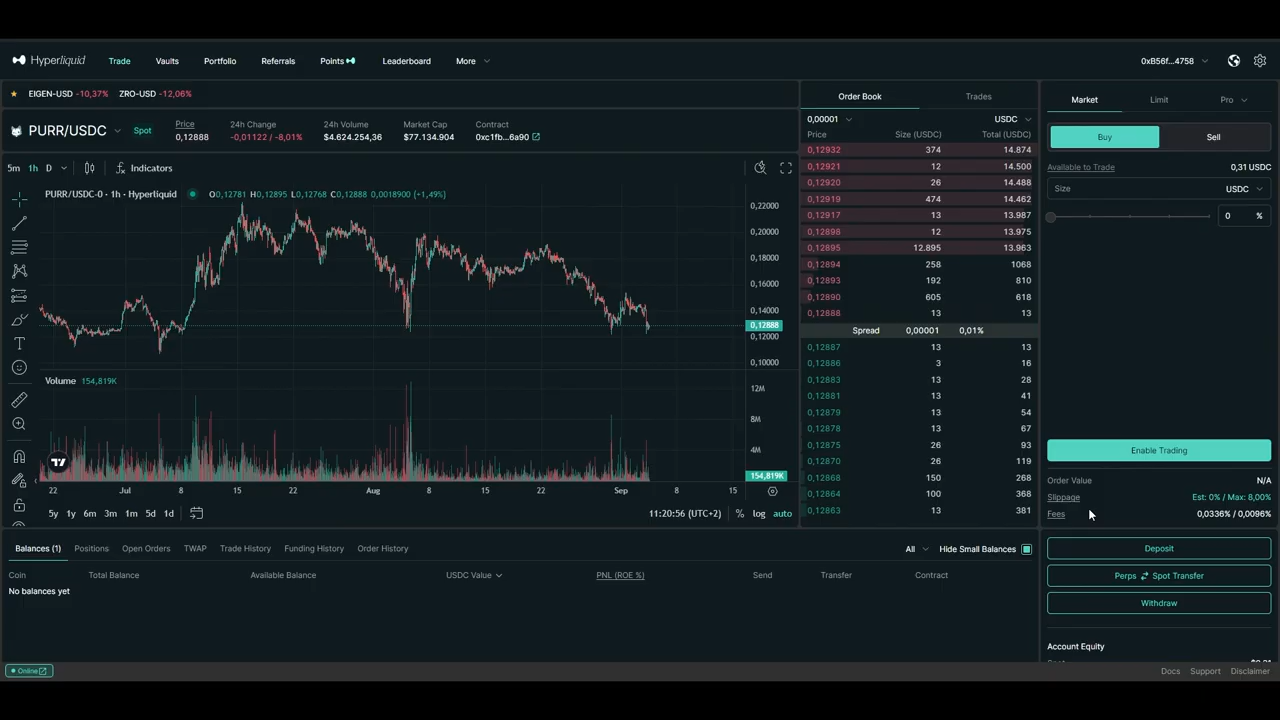 Hyperliquid Trade Vaults Portfolio Referrals Points Leaderboard More 0xB56f...4758
EIGEN-USD -10,37% ZRO-USD -12,06%
PURR/USDC Spot
Price 24h Change 24h Volume Market Cap Contract
0,12888 -0,01122 / -8,01% $4.624.254,36 $77.134.904 0xc1fb...6a90
5m 1h D Indicators
PURR/USDC-0 · 1h · Hyperliquid O0,12781 H0,12895 L0,12768 C0,12888 0,0018900 (+1,49%)
0,22000
0,20000
0,18000
0,16000
0,14000
0,12888
0,12000
0,10000
Volume 154,819K
12M
8M
4M
154,819K
22 Jul 8 15 22 Aug 8 15 22 Sep 8 15
5y 1y 6m 3m 1m 5d 1d 11:20:56 (UTC+2) % log auto
Order Book Trades
0,00001 USDC
Price Size (USDC) Total (USDC)
0,12932 374 14.874
0,12921 12 14.500
0,12920 26 14.488
0,12919 474 14.462
0,12917 13 13.987
0,12898 12 13.975
0,12895 12.895 13.963
0,12894 258 1068
0,12893 192 810
0,12890 605 618
0,12888 13 13
Spread 0,00001 0,01%
0,12887 13 13
0,12886 3 16
0,12883 13 28
0,12881 13 41
0,12879 13 54
0,12878 13 67
0,12875 26 93
0,12870 26 119
0,12868 150 268
0,12864 100 368
0,12863 13 381
Market Limit Pro
Buy Sell
Available to Trade 0,31 USDC
Size USDC
0 %
Enable Trading
Order Value N/A
Slippage Est: 0% / Max: 8,00%
Fees 0,0336% / 0,0096%
Deposit
Perps Spot Transfer
Withdraw
Account Equity
Balances (1) Positions Open Orders TWAP Trade History Funding History Order History All Hide Small Balances
Coin Total Balance Available Balance USDC Value PNL (ROE %) Send Transfer Contract
No balances yet
Online Docs Support Disclaimer